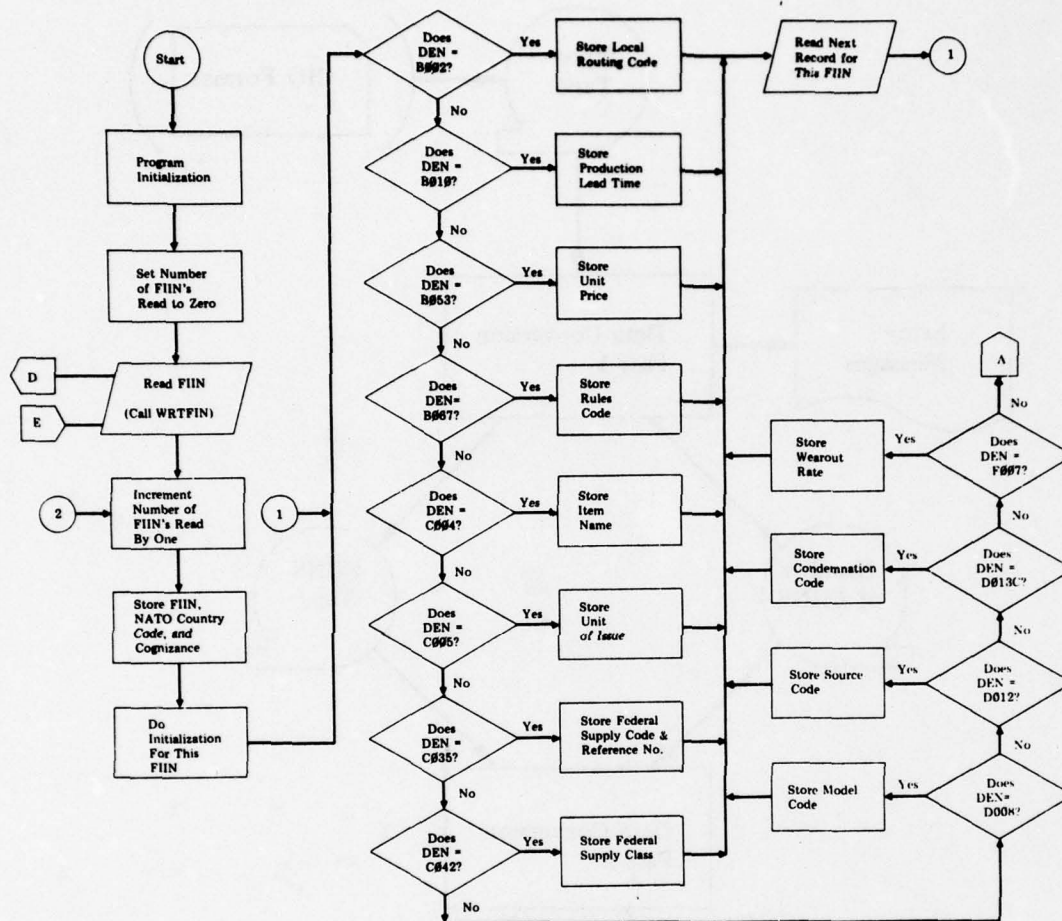 Start
Program
Initialization
Set Number
of FIIN's
Read to Zero
D
Read FIIN
(Call WRTFIN)
E
2
Increment
Number of
FIIN's Read
By One
Store FIIN,
NATO Country
Code, and
Cognizance
Do
Initialization
For This
FIIN
1
Does
DEN =
BØØ2?
Yes
Store Local
Routing Code
No
Does
DEN =
BØ1Ø?
Yes
Store
Production
Lead Time
No
Does
DEN =
BØ53?
Yes
Store
Unit
Price
No
Does
DEN=
BØ67?
Yes
Store
Rules
Code
No
Does
DEN =
CØØ4?
Yes
Store
Item
Name
No
Does
DEN =
CØØ5?
Yes
Store
Unit
of Issue
No
Does
DEN =
CØ35?
Yes
Store Federal
Supply Code &
Reference No.
No
Does
DEN =
CØ42?
Yes
Store Federal
Supply Class
No
Read Next
Record for
This FIIN
1
A
No
Does
DEN =
FØØ7?
Yes
Store
Wearout
Rate
No
Does
DEN =
DØ13C?
Yes
Store
Condemnation
Code
No
Does
DEN =
DØ12?
Yes
Store Source
Code
No
Does
DEN=
DØØ8?
Yes
Store Model
Code